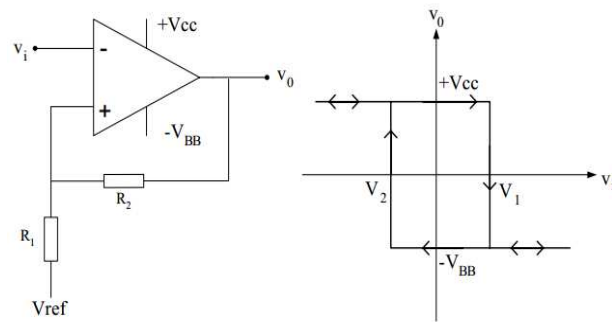 +Vcc
v_i
-
+
v_0
-V_BB
R_2
R_1
Vref
v_0
+Vcc
V_2
V_1
v_i
-V_BB